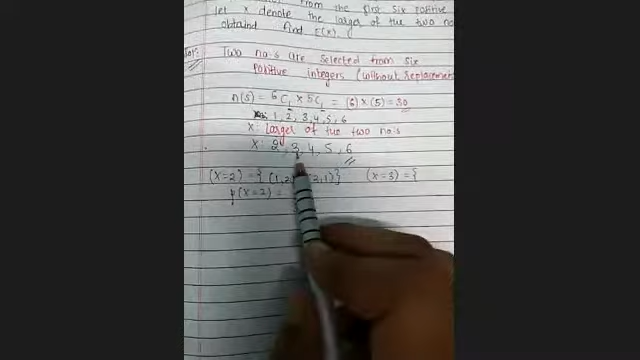 from the first six positive
let x denote the larger of the two no
obtaind find E(x).
Sol: Two no.s are selected from six
positive integers (without replacement
n(s) = 6C₁ × 5C₁ = (6) × (5) = 30
1, 2, 3, 4, 5, 6
X: larger of the two no.s
X: 2, 3, 4, 5, 6
(X=2) = { (1,2) (2,1) } (X=3) = {
p(X=2) =